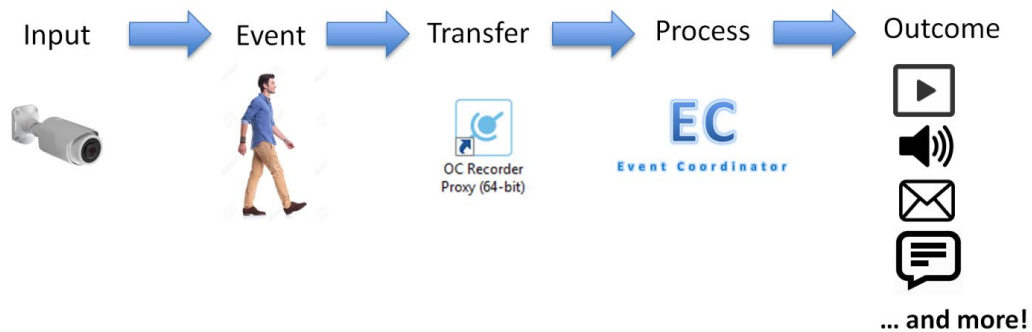 Input
Event
Transfer
Process
Outcome
OC Recorder
Proxy (64-bit)
EC
Event Coordinator
... and more!